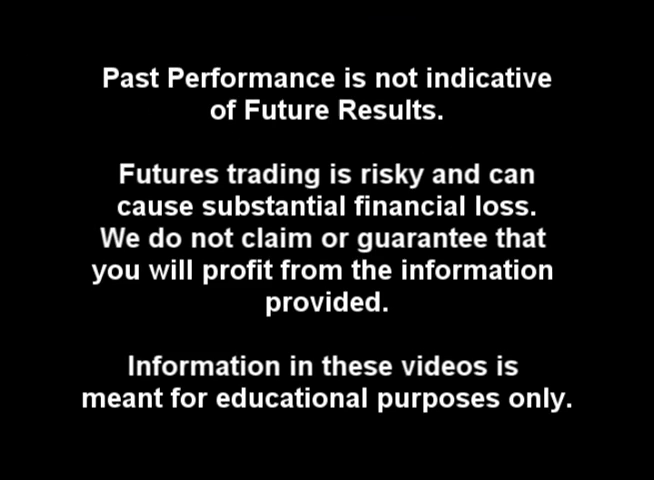 Past Performance is not indicative
of Future Results.
Futures trading is risky and can
cause substantial financial loss.
We do not claim or guarantee that
you will profit from the information
provided.
Information in these videos is
meant for educational purposes only.